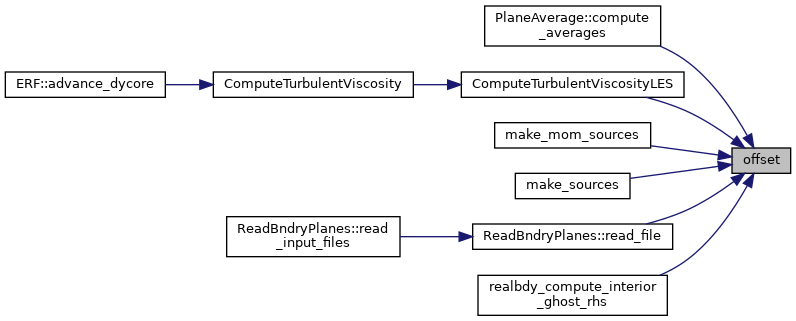 PlaneAverage::compute
_averages
ERF::advance_dycore
ComputeTurbulentViscosity
ComputeTurbulentViscosityLES
make_mom_sources
offset
make_sources
ReadBndryPlanes::read
_input_files
ReadBndryPlanes::read_file
realbdy_compute_interior
_ghost_rhs